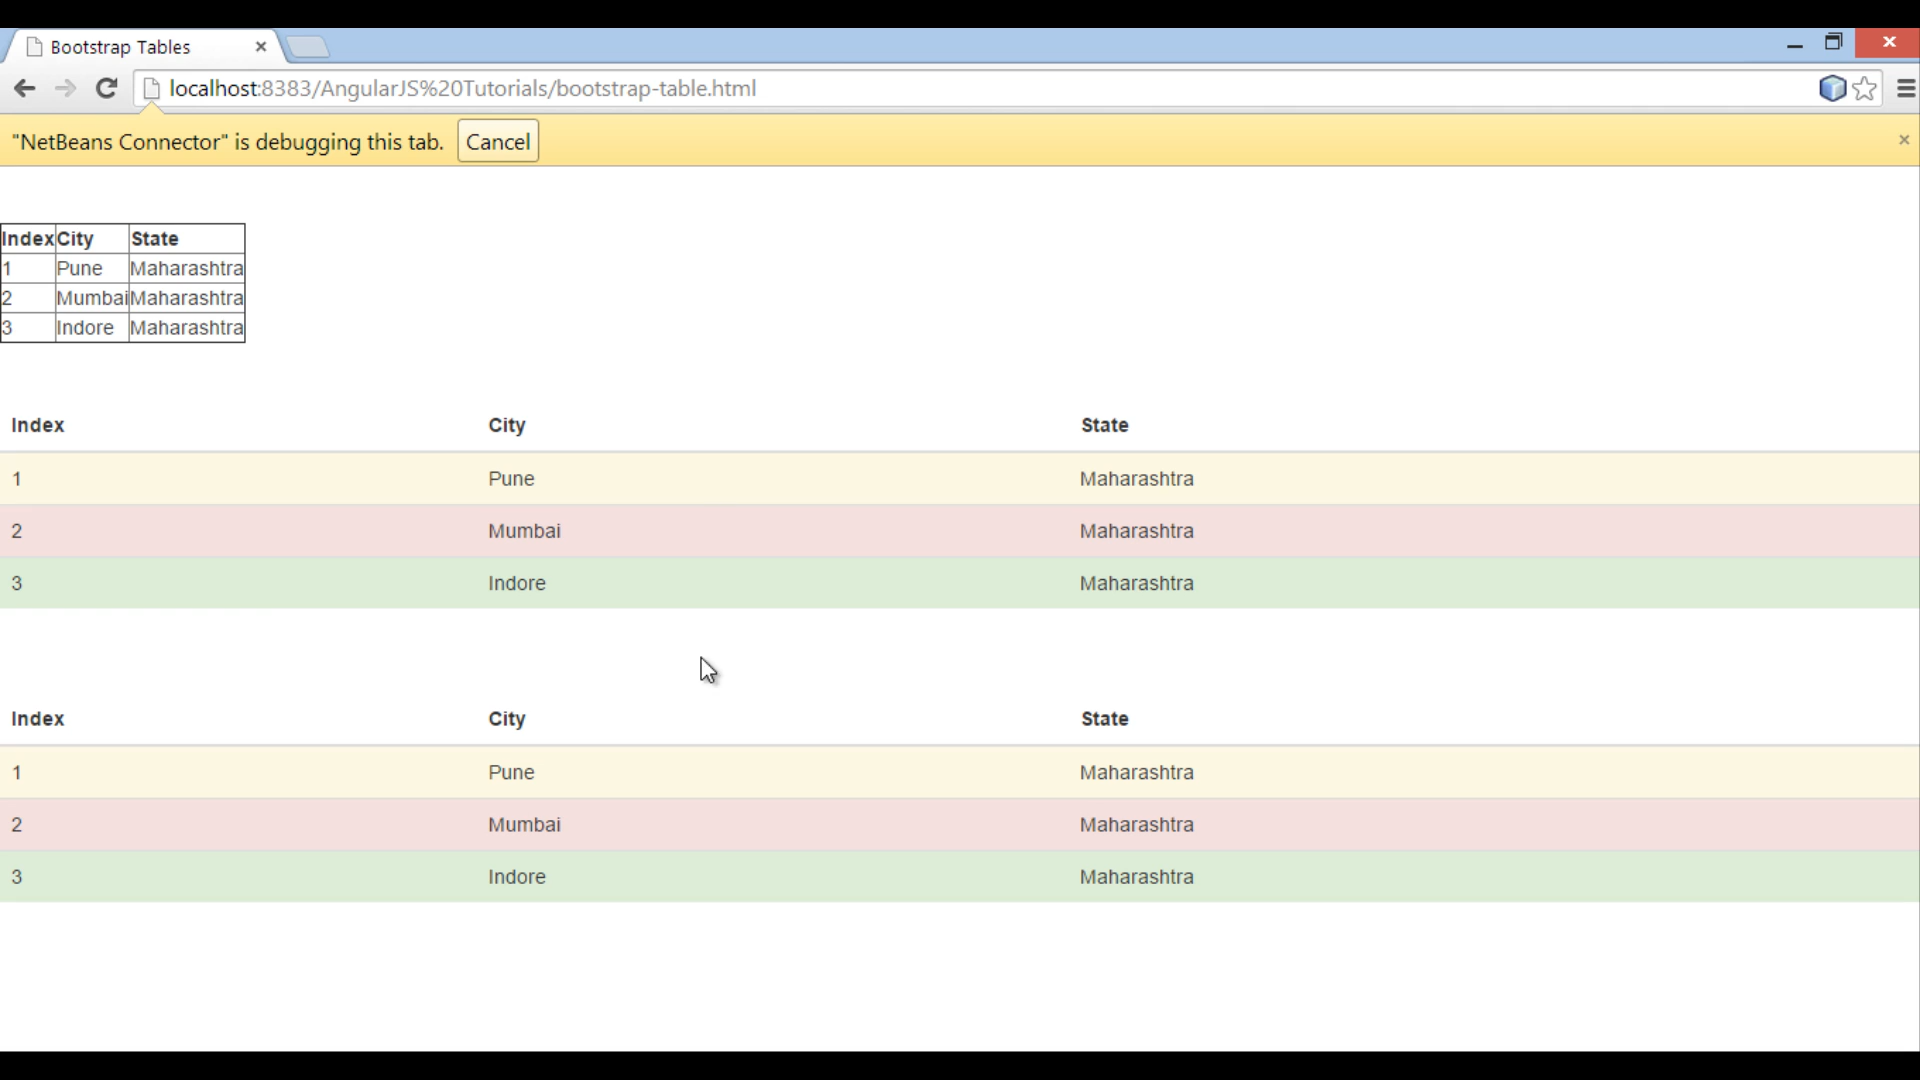 Bootstrap Tables
localhost:8383/AngularJS%20Tutorials/bootstrap-table.html
"NetBeans Connector" is debugging this tab. Cancel
Index City State
1 Pune Maharashtra
2 Mumbai Maharashtra
3 Indore Maharashtra
Index City State
1 Pune Maharashtra
2 Mumbai Maharashtra
3 Indore Maharashtra
Index City State
1 Pune Maharashtra
2 Mumbai Maharashtra
3 Indore Maharashtra